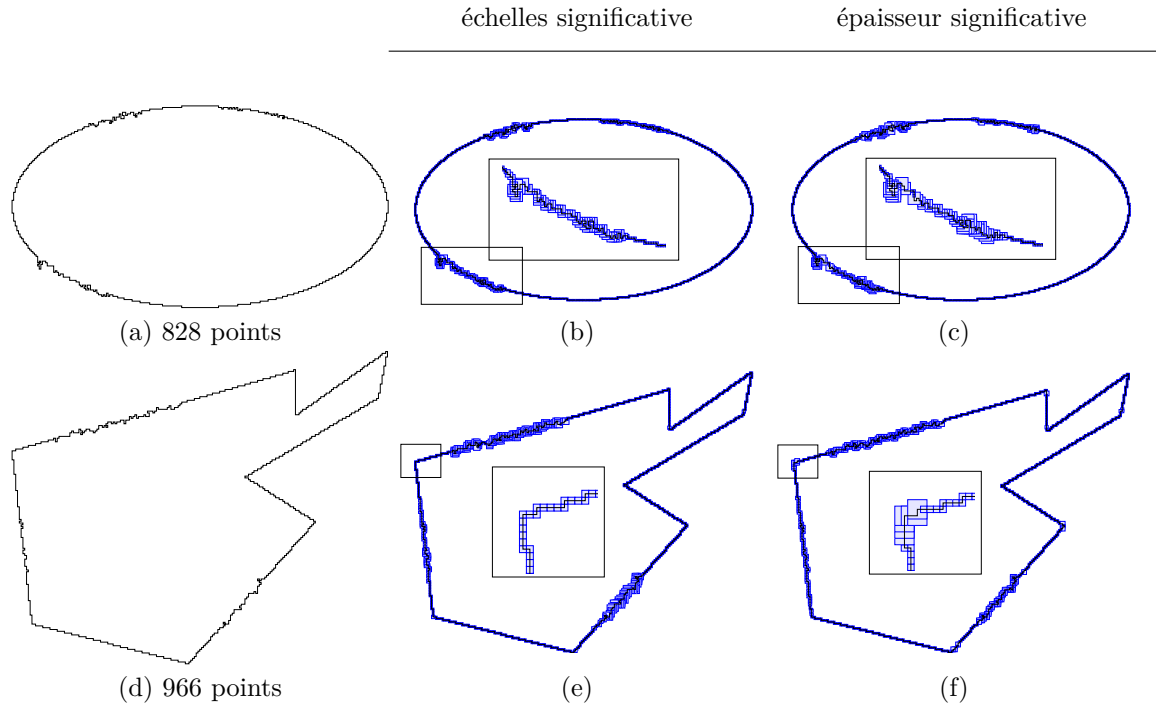 échelles significative
épaisseur significative
(a) 828 points
(b)
(c)
(d) 966 points
(e)
(f)